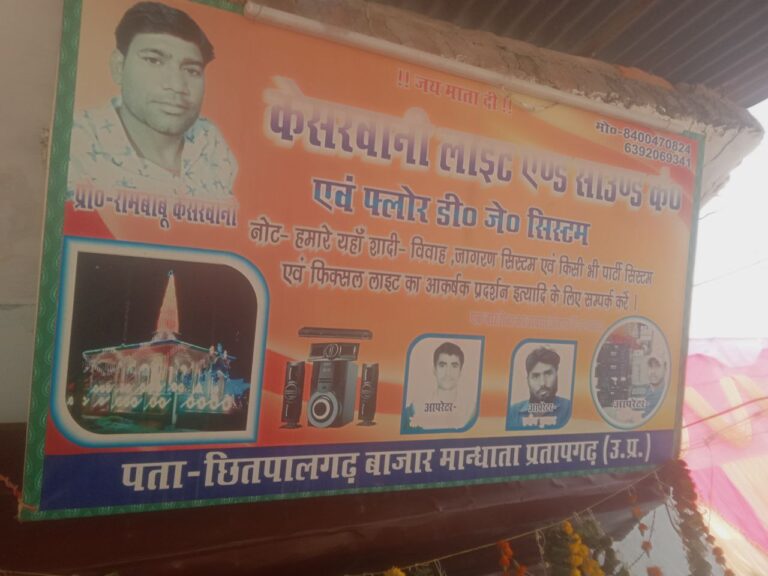 !! जय माता दी !!
मो०-8400470824
6392069341
केसरवानी लाइट एण्ड साउण्ड के०
एवं फ्लोर डी० जे० सिस्टम
प्रो०-रामबाबू केसरवानी
नोट- हमारे यहाँ शादी- विवाह ,जागरण सिस्टम एवं किसी भी पार्टी सिस्टम
एवं फिक्सल लाइट का आकर्षक प्रदर्शन इत्यादि के लिए सम्पर्क करें ।
आपरेटर-
आपरेटर-
आपरेटर-
पता-छितपालगढ़ बाजार मान्धाता प्रतापगढ़ (उ.प्र.)